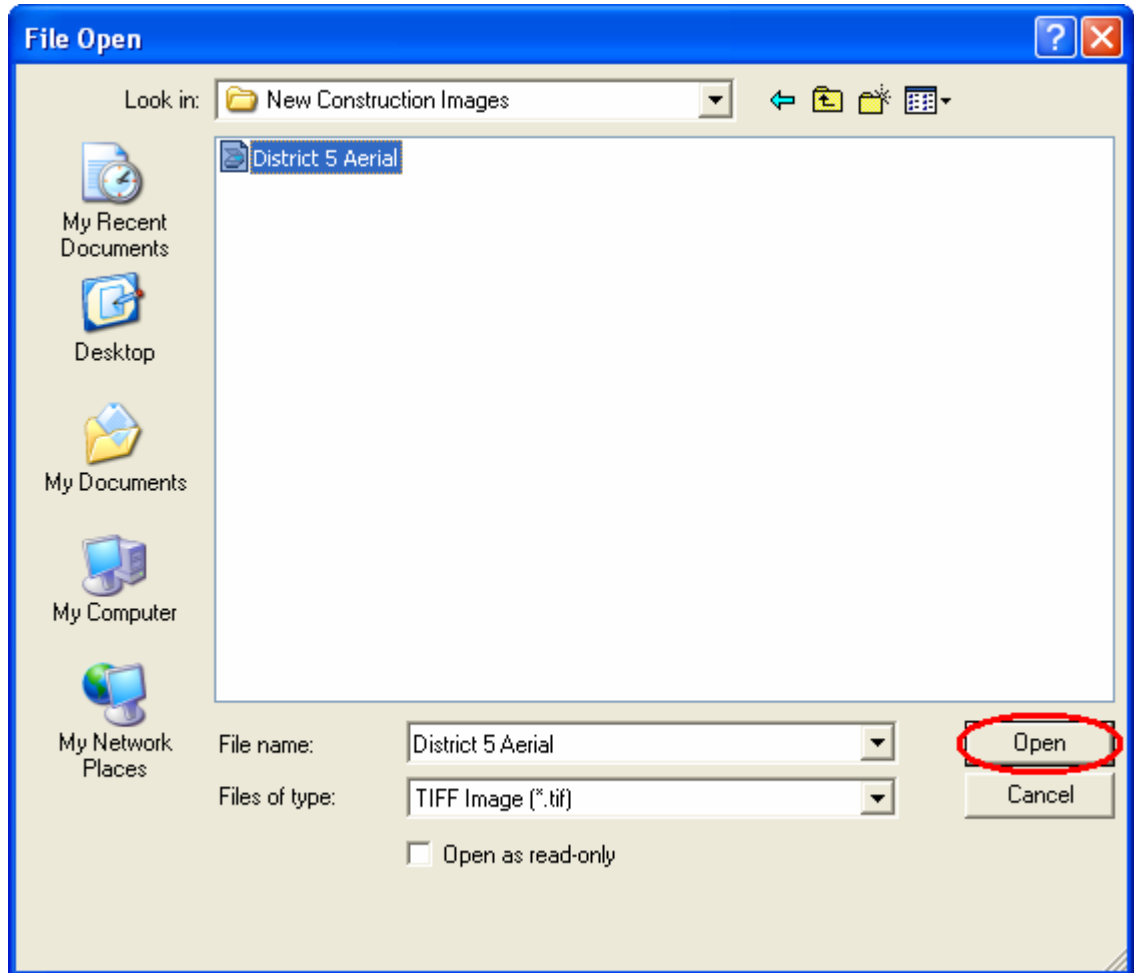 File Open
Look in: New Construction Images
District 5 Aerial
My Recent
Documents
Desktop
My Documents
My Computer
My Network
Places
File name: District 5 Aerial Open
Files of type: TIFF Image (*.tif) Cancel
Open as read-only